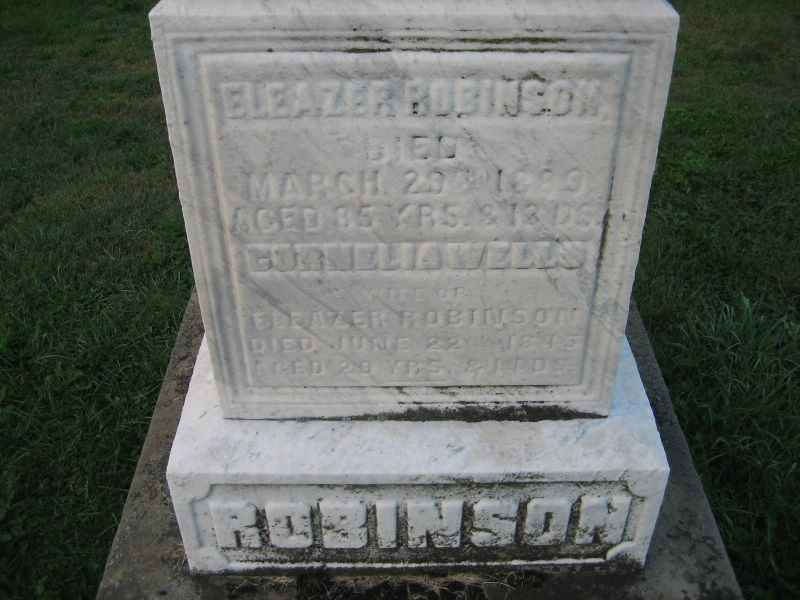 ELEAZER ROBINSON
DIED
MARCH 29 1889
AGED 85 YRS. & 13 DS.
CORNELIA WELLS
WIFE OF
ELEAZER ROBINSON
DIED JUNE 22
AGED 29 YRS. &
ROBINSON